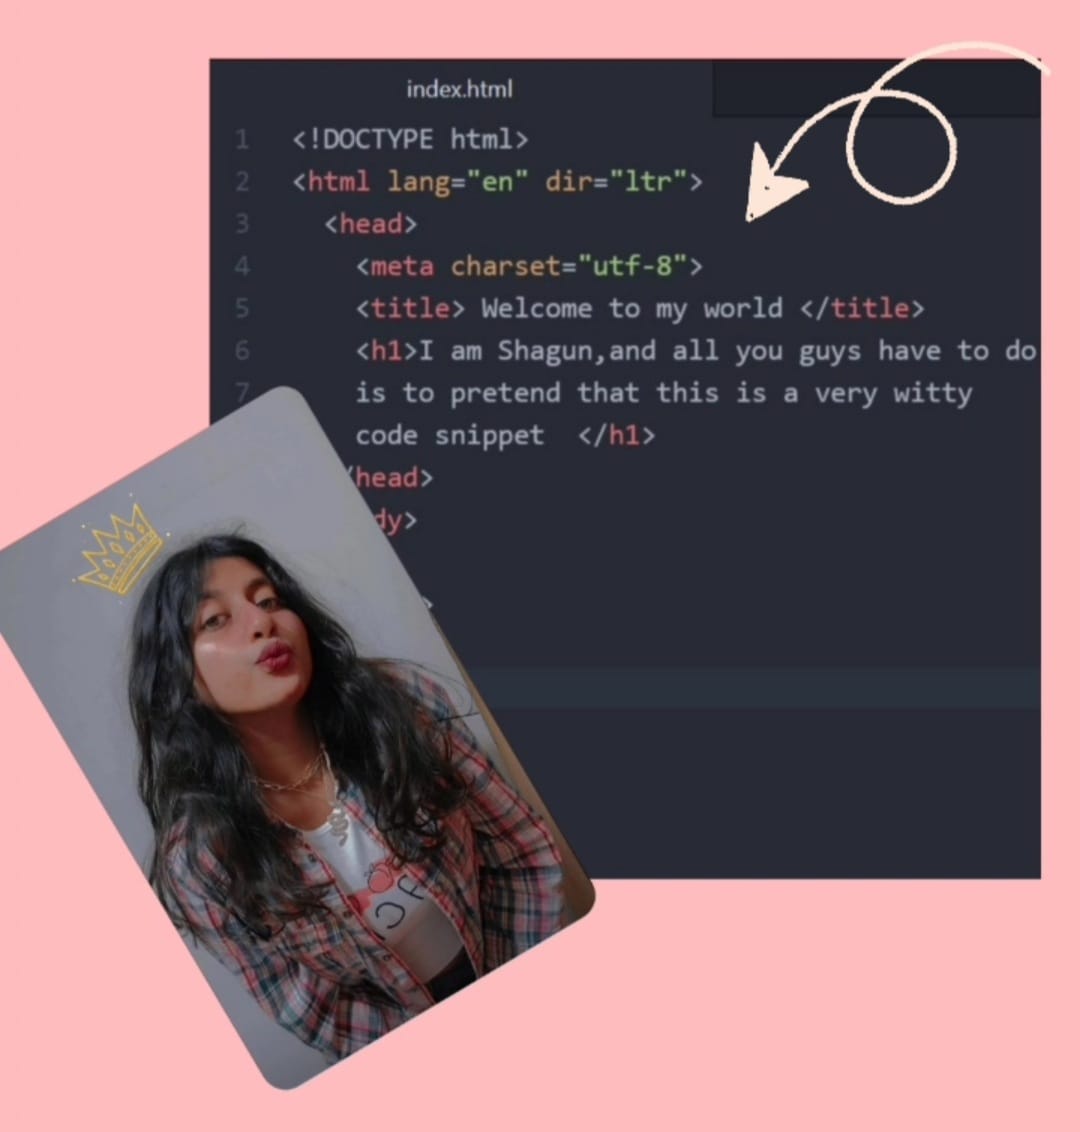 index.html
1 <!DOCTYPE html>
2 <html lang="en" dir="ltr">
3 <head>
4 <meta charset="utf-8">
5 <title> Welcome to my world </title>
6 <h1>I am Shagun,and all you guys have to do
7 is to pretend that this is a very witty
code snippet </h1>
head>
dy>
>